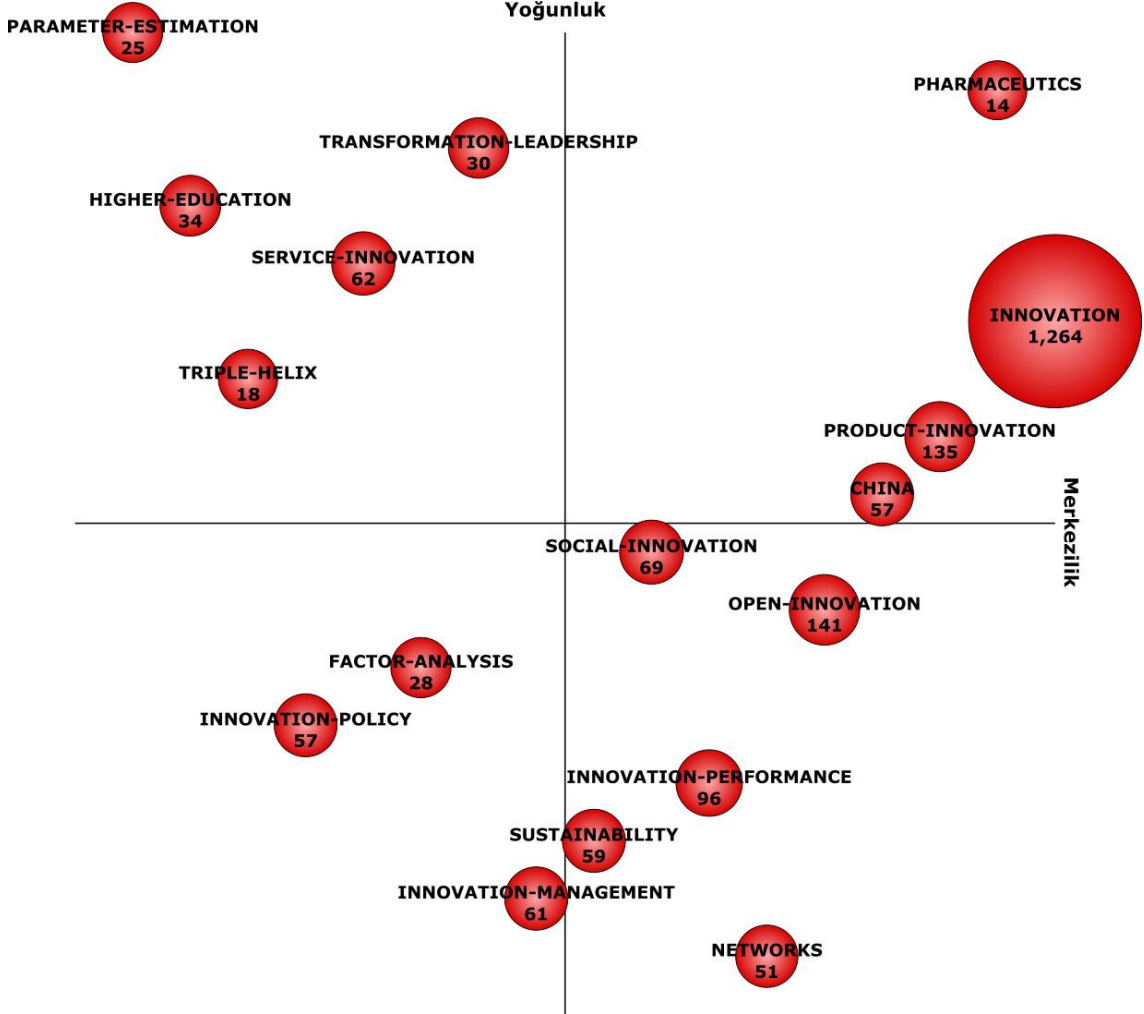 Yoğunluk
PARAMETER-ESTIMATION
25
PHARMACEUTICS
14
TRANSFORMATION-LEADERSHIP
30
HIGHER-EDUCATION
34
SERVICE-INNOVATION
62
INNOVATION
1,264
TRIPLE-HELIX
18
PRODUCT-INNOVATION
135
CHINA
57
Merkezilik
SOCIAL-INNOVATION
69
OPEN-INNOVATION
141
FACTOR-ANALYSIS
28
INNOVATION-POLICY
57
INNOVATION-PERFORMANCE
96
SUSTAINABILITY
59
INNOVATION-MANAGEMENT
61
NETWORKS
51